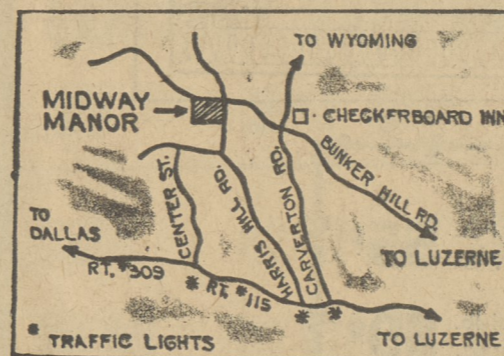 TO WYOMING
MIDWAY
MANOR
CHECKERBOARD INN
BUNKER HILL RD.
CENTER ST.
HARRIS HILL RD.
CARVERTON RD.
TO
DALLAS
TO LUZERNE
RT. #309
* RT. #115
* *
* TRAFFIC LIGHTS
TO LUZERNE